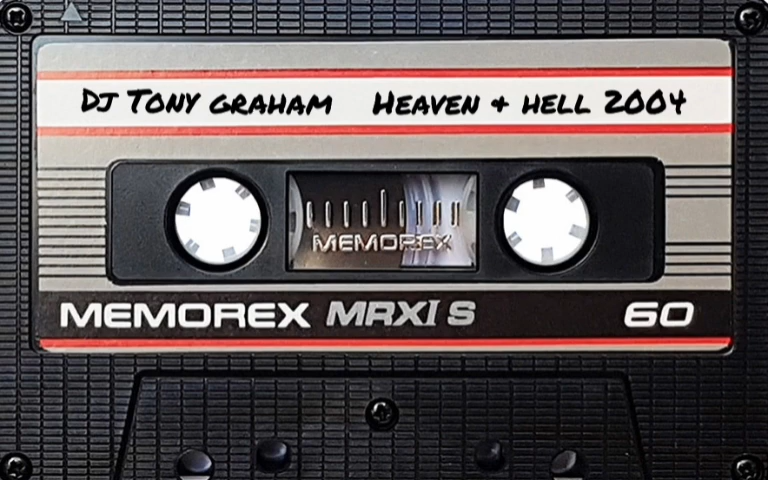 DJ TONY GRAHAM HEAVEN & HELL 2004
MEMOREX
MEMOREX MRXI S 60